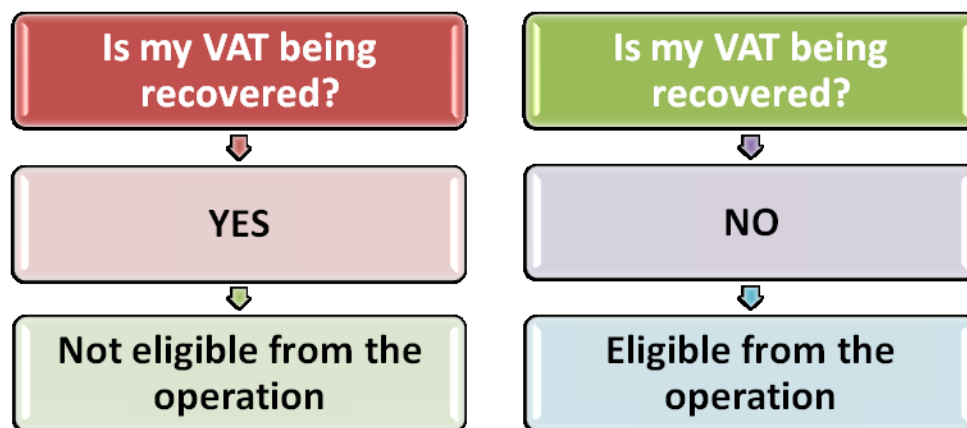 Is my VAT being
recovered?
YES
Not eligible from the
operation
Is my VAT being
recovered?
NO
Eligible from the
operation